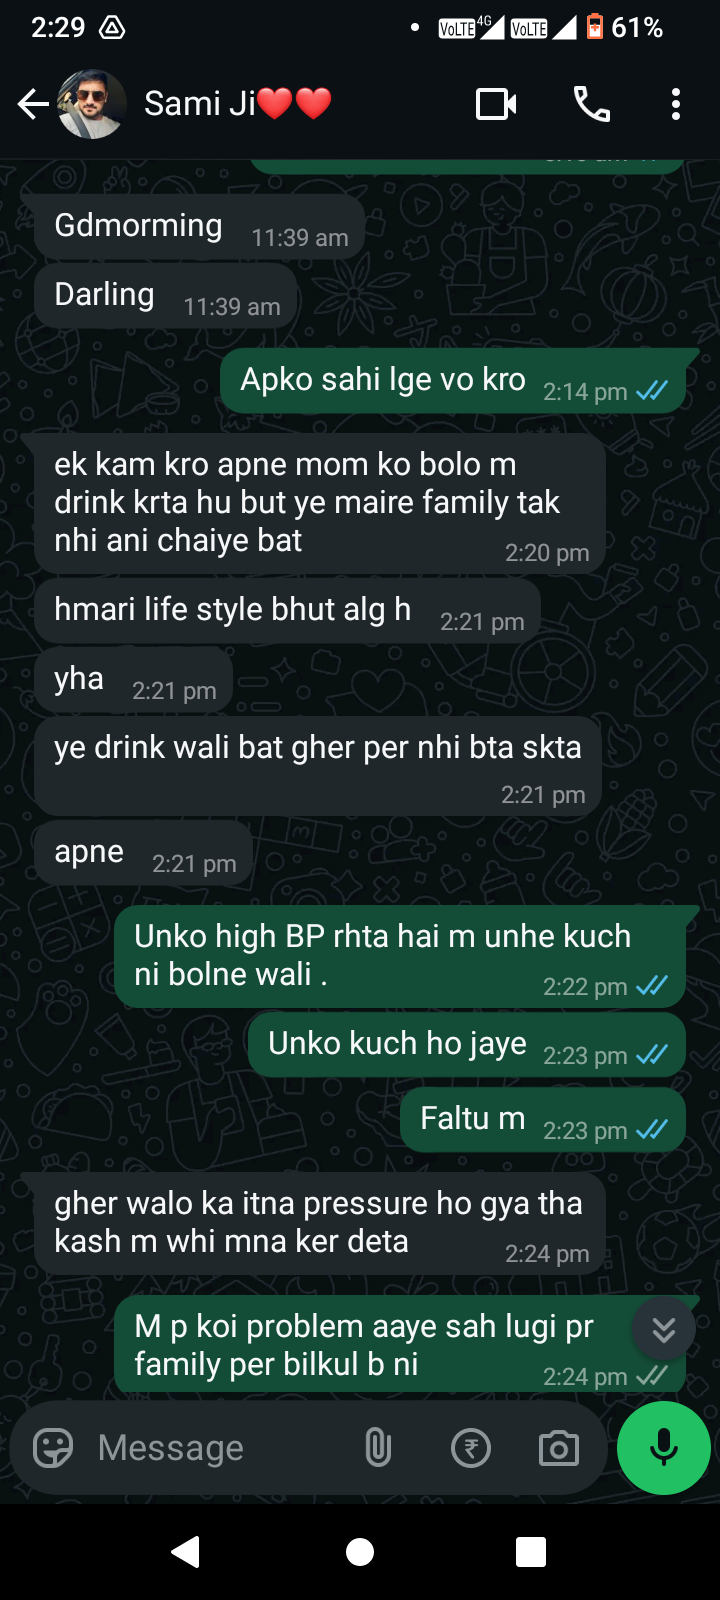 2:29
VoLTE 4G VoLTE 61%
Sami Ji❤️❤️
Gdmorming 11:39 am
Darling 11:39 am
Apko sahi lge vo kro 2:14 pm
ek kam kro apne mom ko bolo m
drink krta hu but ye maire family tak
nhi ani chaiye bat 2:20 pm
hmari life style bhut alg h 2:21 pm
yha 2:21 pm
ye drink wali bat gher per nhi bta skta
2:21 pm
apne 2:21 pm
Unko high BP rhta hai m unhe kuch
ni bolne wali . 2:22 pm
Unko kuch ho jaye 2:23 pm
Faltu m 2:23 pm
gher walo ka itna pressure ho gya tha
kash m whi mna ker deta 2:24 pm
M p koi problem aaye sah lugi pr
family per bilkul b ni 2:24 pm
Message